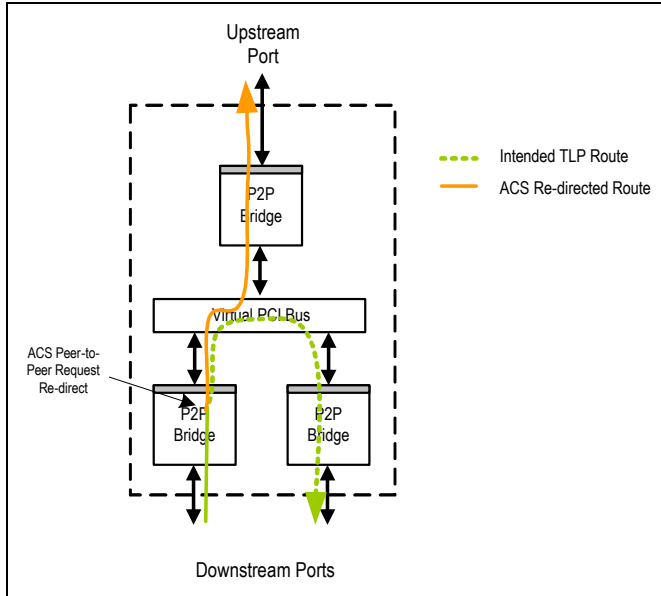 Upstream
Port
Intended TLP Route
ACS Re-directed Route
P2P
Bridge
Virtual PCI Bus
ACS Peer-to-
Peer Request
Re-direct
P2P
Bridge
P2P
Bridge
Downstream Ports